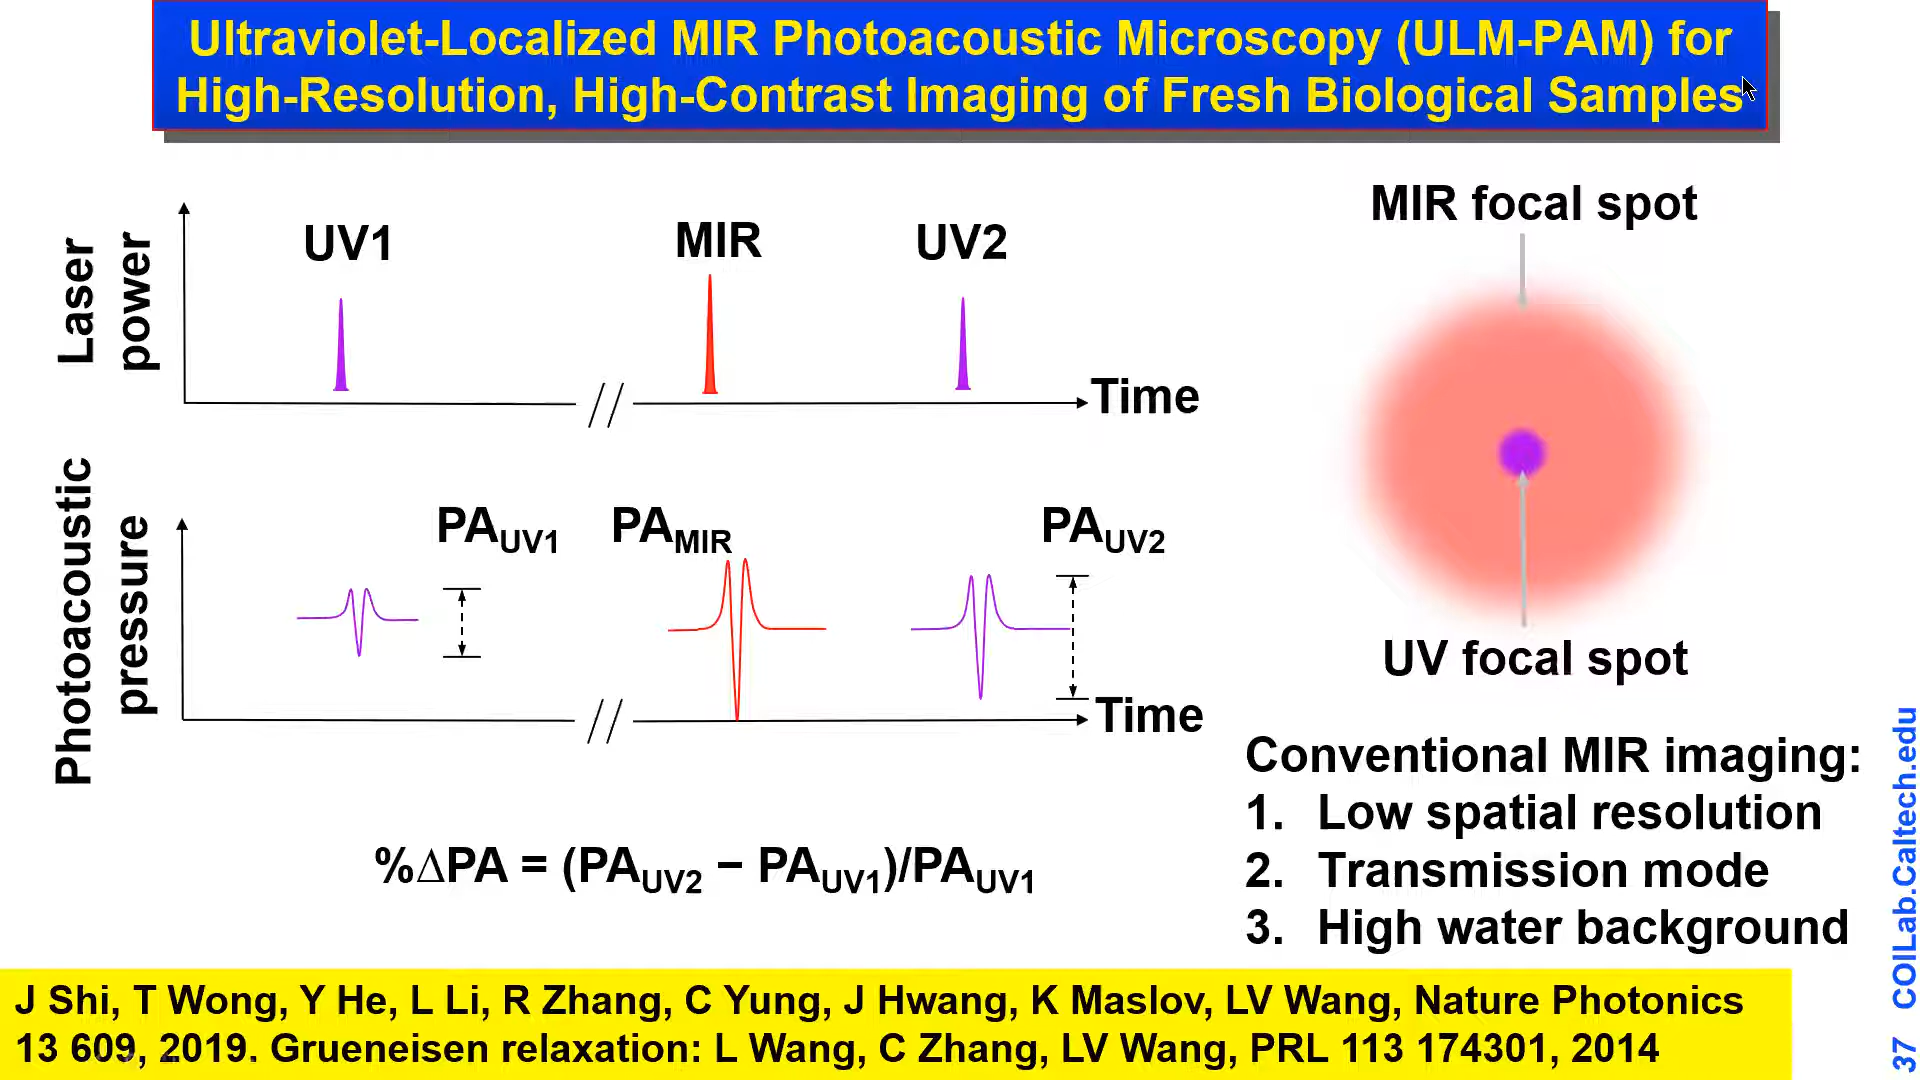 Ultraviolet-Localized MIR Photoacoustic Microscopy (ULM-PAM) for
High-Resolution, High-Contrast Imaging of Fresh Biological Samples
Laser
power
UV1
MIR
UV2
Time
Photoacoustic
pressure
PAUV1
PAMIR
PAUV2
Time
%∆PA = (PAUV2 − PAUV1)/PAUV1
MIR focal spot
UV focal spot
Conventional MIR imaging:
1. Low spatial resolution
2. Transmission mode
3. High water background
J Shi, T Wong, Y He, L Li, R Zhang, C Yung, J Hwang, K Maslov, LV Wang, Nature Photonics
13 609, 2019. Grueneisen relaxation: L Wang, C Zhang, LV Wang, PRL 113 174301, 2014
37 COILab.Caltech.edu